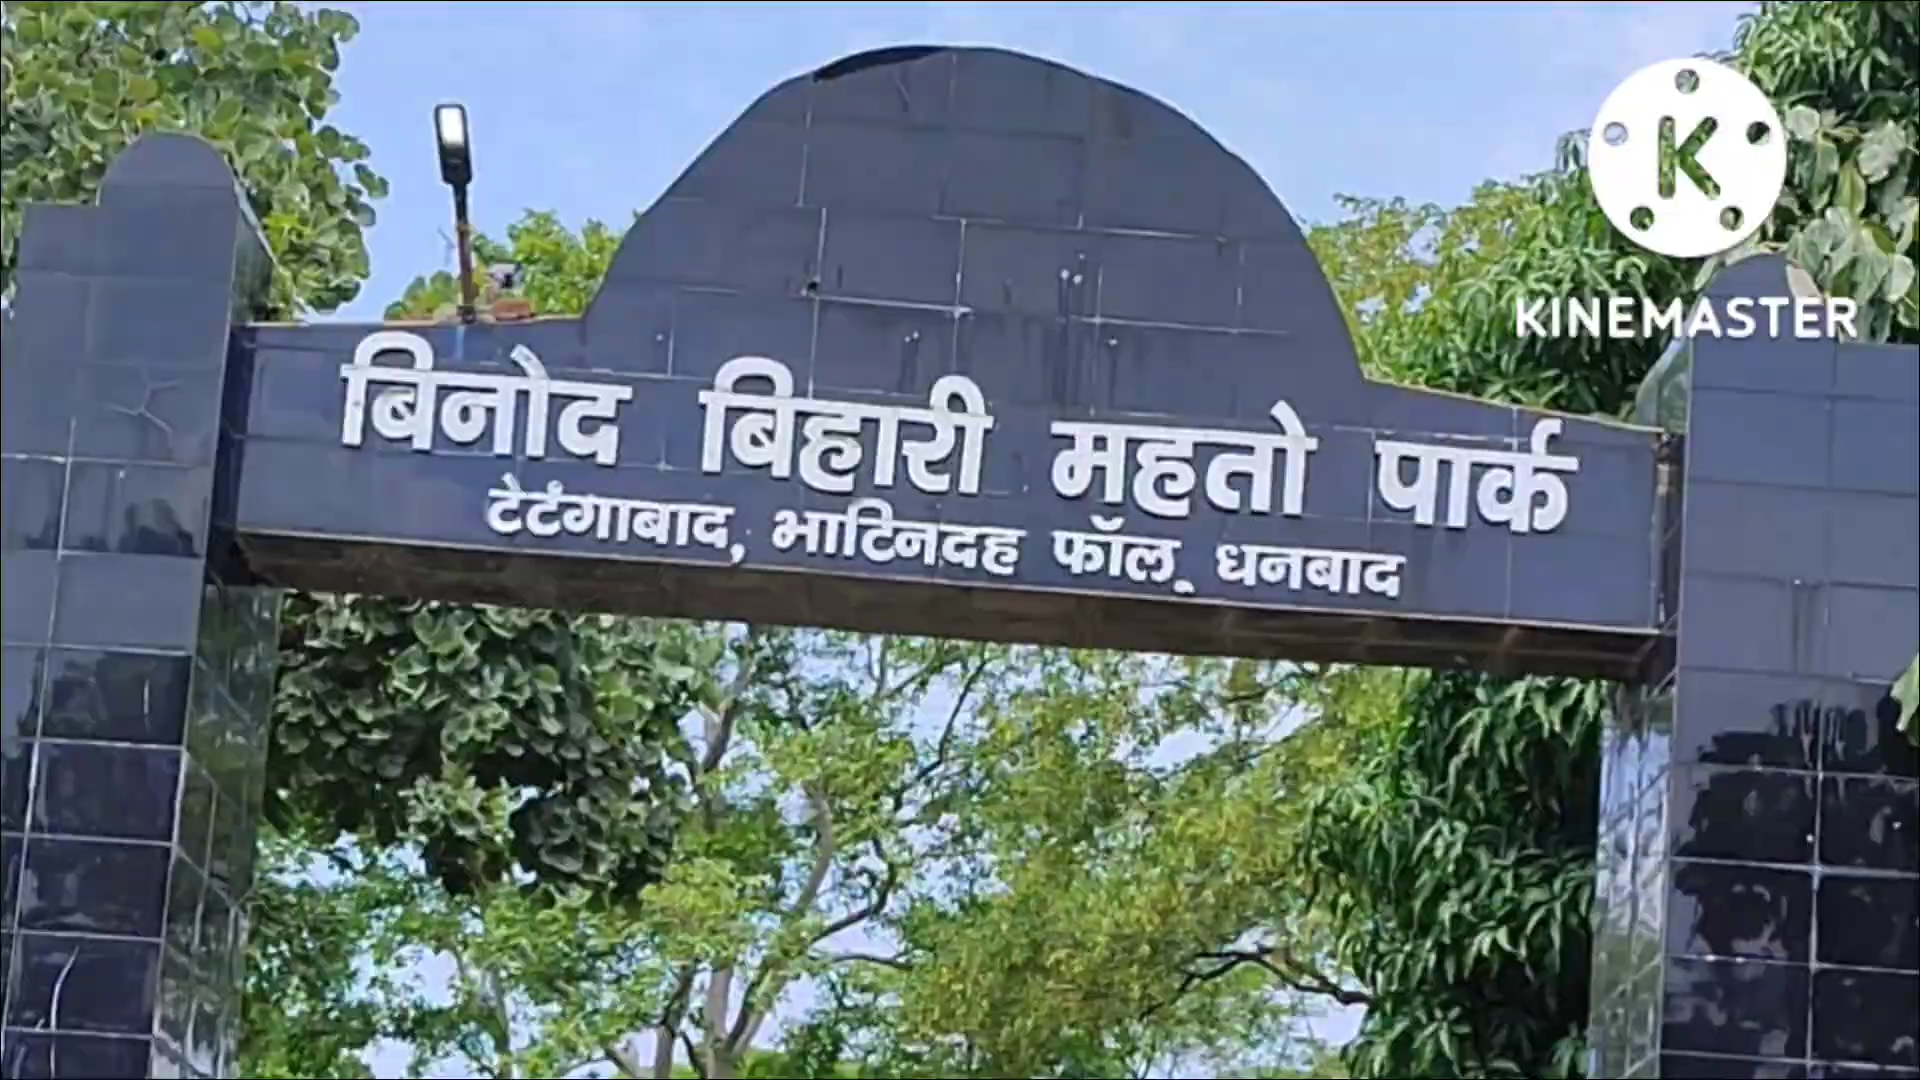 बिनोद बिहारी महतो पार्क
टेटंगाबाद, भाटिनदह फॉल, धनबाद
K
KINEMASTER